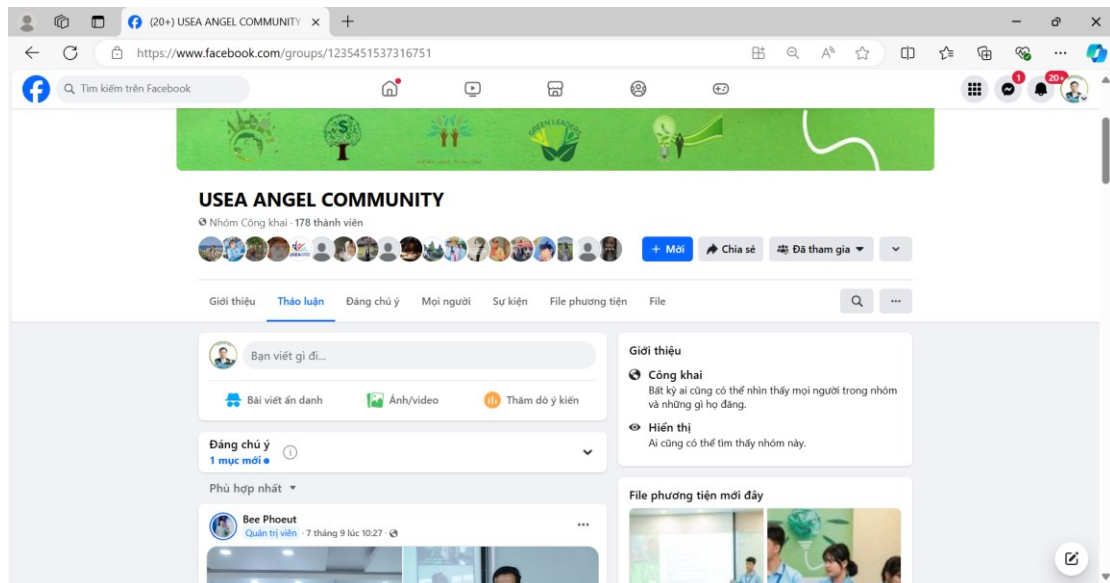 (20+) USEA ANGEL COMMUNITY
https://www.facebook.com/groups/1235451537316751
Tìm kiếm trên Facebook
1
20+
GREEN LEADERS
USEA ANGEL COMMUNITY
Nhóm Công khai · 178 thành viên
+ Mời
Chia sẻ
Đã tham gia
Giới thiệu
Thảo luận
Đáng chú ý
Mọi người
Sự kiện
File phương tiện
File
Bạn viết gì đi...
Bài viết ẩn danh
Ảnh/video
Thăm dò ý kiến
Đáng chú ý
1 mục mới
Phù hợp nhất
Bee Phoeut
Quản trị viên · 7 tháng 9 lúc 10:27 ·
Giới thiệu
Công khai
Bất kỳ ai cũng có thể nhìn thấy mọi người trong nhóm
và những gì họ đăng.
Hiển thị
Ai cũng có thể tìm thấy nhóm này.
File phương tiện mới đây